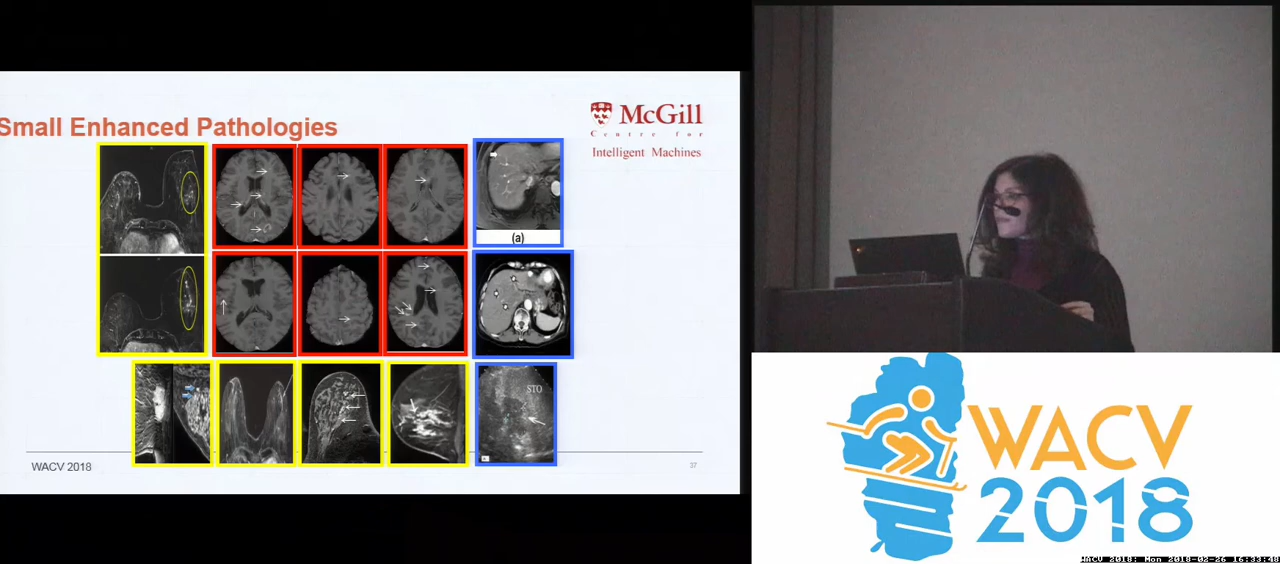 Small Enhanced Pathologies
McGill
Centre for
Intelligent Machines
(a)
STO
WACV 2018
37
WACV
2018
WACV 2018: Mon 2018-02-26 16:33:48